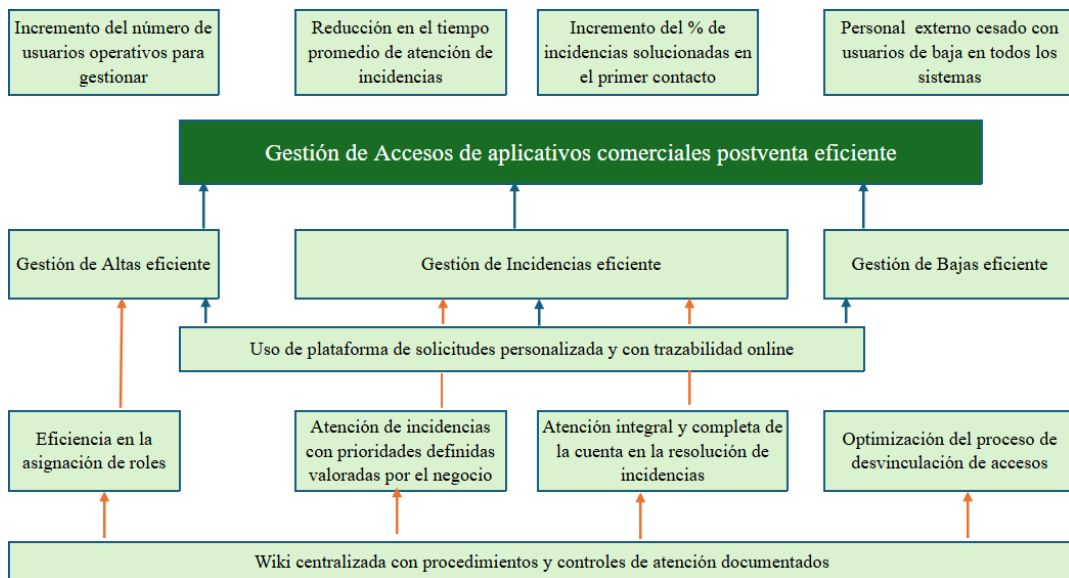 Incremento del número de
usuarios operativos para
gestionar
Reducción en el tiempo
promedio de atención de
incidencias
Incremento del % de
incidencias solucionadas en
el primer contacto
Personal externo cesado con
usuarios de baja en todos los
sistemas
Gestión de Accesos de aplicativos comerciales postventa eficiente
Gestión de Altas eficiente
Gestión de Incidencias eficiente
Gestión de Bajas eficiente
Uso de plataforma de solicitudes personalizada y con trazabilidad online
Eficiencia en la
asignación de roles
Atención de incidencias
con prioridades definidas
valoradas por el negocio
Atención integral y completa de
la cuenta en la resolución de
incidencias
Optimización del proceso de
desvinculación de accesos
Wiki centralizada con procedimientos y controles de atención documentados